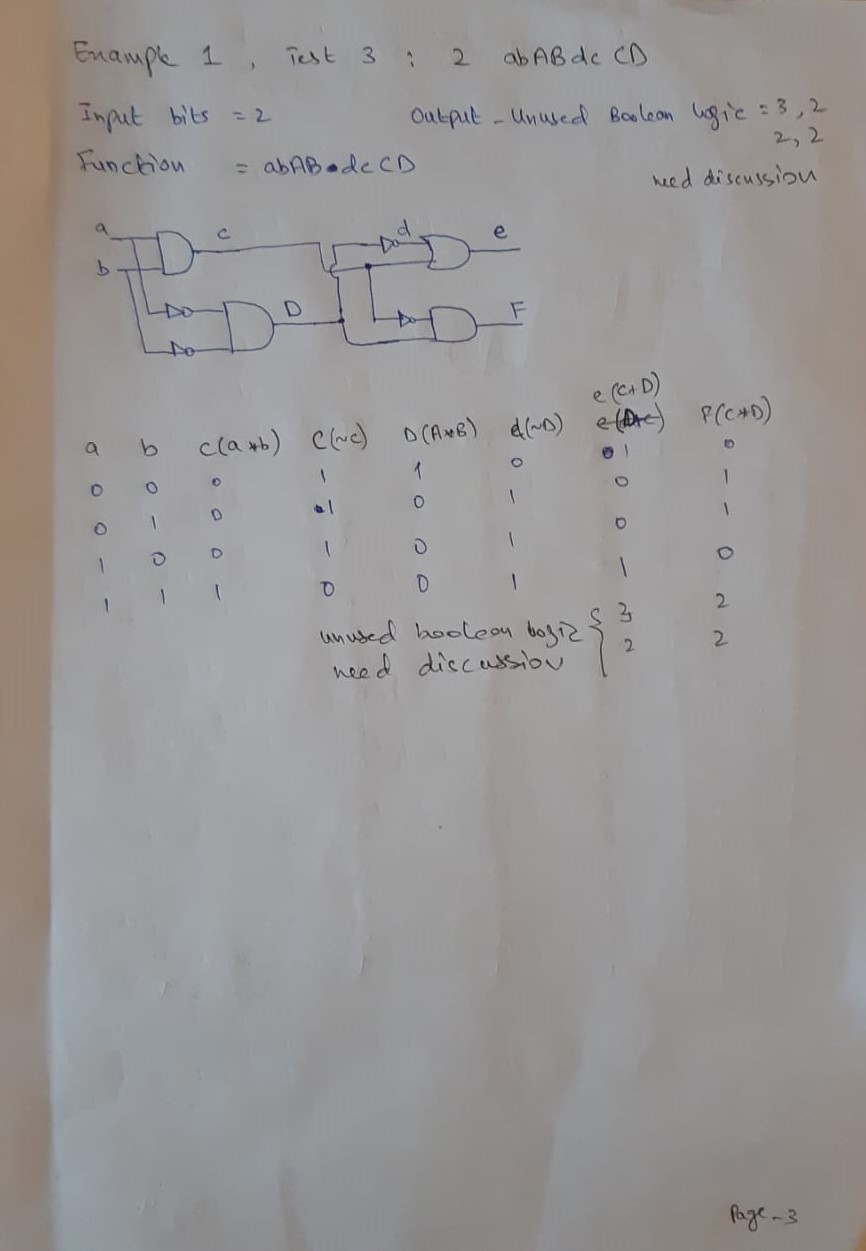 Example 1, Test 3 : 2 abABdcCD
Input bits = 2 Output - Unused Boolean logic = 3, 2
2, 2
Function = abAB dcCD
need discussion
a c d e
b
D F
e (C+D)
a b c(a*b) C(~c) D(A*B) d(~D) F(C*D)
0 0 0 1 1 0 1 0
0 1 0 1 0 1 0 1
1 0 0 1 0 1 0 1
1 1 1 0 0 1 1 0
unused boolean logic { 3 2
need discussion 2 2
Page-3